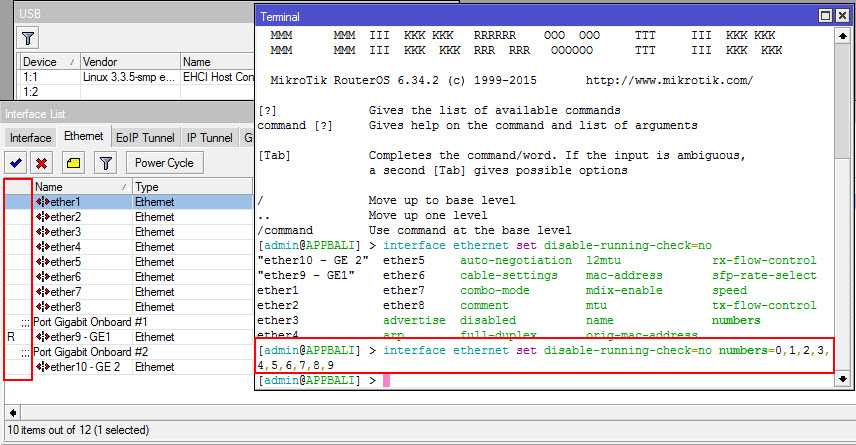 USB
Device / Vendor Name
1:1 Linux 3.3.5-smp e... EHCI Host Con
1:2
Interface List
Interface Ethernet EoIP Tunnel IP Tunnel G
Power Cycle
Name / Type
ether1 Ethernet
ether2 Ethernet
ether3 Ethernet
ether4 Ethernet
ether5 Ethernet
ether6 Ethernet
ether7 Ethernet
ether8 Ethernet
;;; Port Gigabit Onboard #1
R ether9 - GE1 Ethernet
;;; Port Gigabit Onboard #2
ether10 - GE 2 Ethernet
10 items out of 12 (1 selected)
Terminal
MMM MMM III KKK KKK RRRRRR OOO OOO TTT III KKK KKK
MMM MMM III KKK KKK RRR RRR OOOOOO TTT III KKK KKK
MikroTik RouterOS 6.34.2 (c) 1999-2015 http://www.mikrotik.com/
[?] Gives the list of available commands
command [?] Gives help on the command and list of arguments
[Tab] Completes the command/word. If the input is ambiguous,
a second [Tab] gives possible options
/ Move up to base level
.. Move up one level
/command Use command at the base level
[admin@APPBALI] > interface ethernet set disable-running-check=no
"ether10 - GE 2" ether5 auto-negotiation l2mtu rx-flow-control
"ether9 - GE1" ether6 cable-settings mac-address sfp-rate-select
ether1 ether7 combo-mode mdix-enable speed
ether2 ether8 comment mtu tx-flow-control
ether3 advertise disabled name numbers
ether4 arp full-duplex orig-mac-address
[admin@APPBALI] > interface ethernet set disable-running-check=no numbers=0,1,2,3,
4,5,6,7,8,9
[admin@APPBALI] >